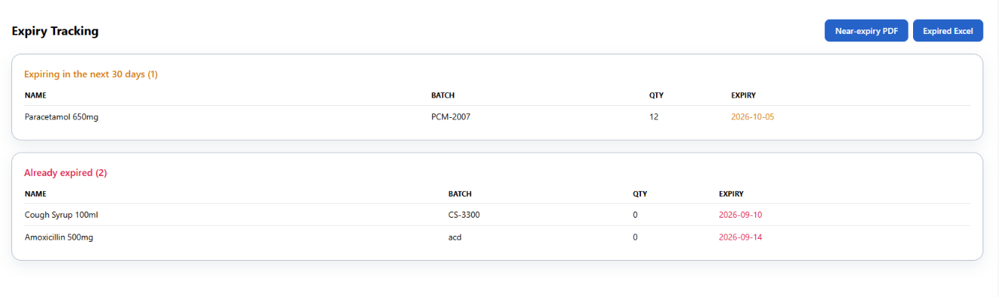 Expiry Tracking
Near-expiry PDF
Expired Excel
Expiring in the next 30 days (1)
NAME BATCH QTY EXPIRY
Paracetamol 650mg PCM-2007 12 2026-10-05
Already expired (2)
NAME BATCH QTY EXPIRY
Cough Syrup 100ml CS-3300 0 2026-09-10
Amoxicillin 500mg acd 0 2026-09-14